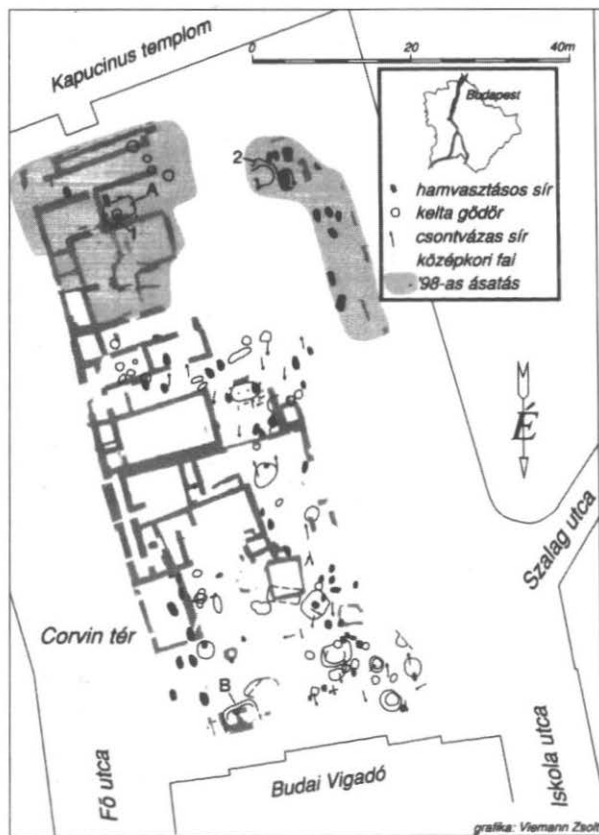 Kapucinus templom
0 20 40m
Budapest
hamvasztásos sír
kelta gödör
csontvázas sír
középkori fal
'98-as ásatás
A
1
2
É
Szalag utca
Corvin tér
B
Fő utca
Budai Vigadó
Iskola utca
grafika: Viemann Zsolt